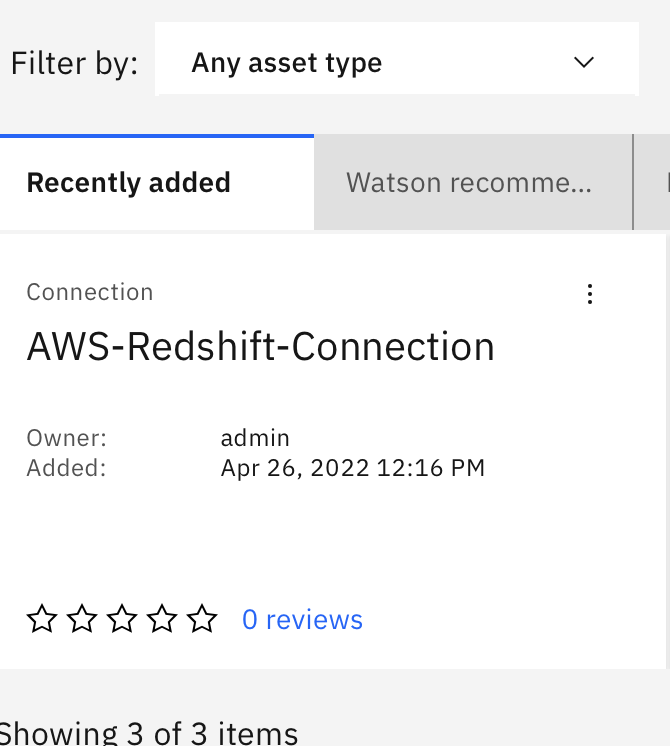 Filter by: Any asset type
Recently added Watson recomme...
Connection
AWS-Redshift-Connection
Owner: admin
Added: Apr 26, 2022 12:16 PM
0 reviews
Showing 3 of 3 items